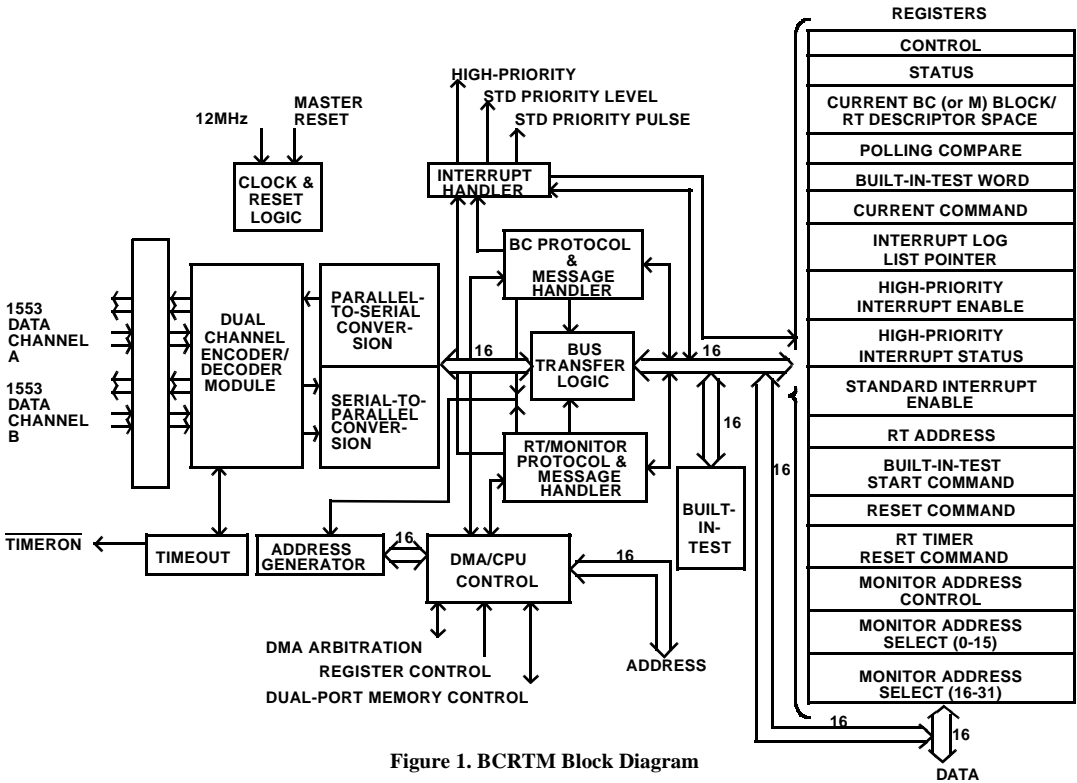 REGISTERS
CONTROL
STATUS
CURRENT BC (or M) BLOCK/
RT DESCRIPTOR SPACE
POLLING COMPARE
BUILT-IN-TEST WORD
CURRENT COMMAND
INTERRUPT LOG
LIST POINTER
HIGH-PRIORITY
INTERRUPT ENABLE
HIGH-PRIORITY
INTERRUPT STATUS
STANDARD INTERRUPT
ENABLE
RT ADDRESS
BUILT-IN-TEST
START COMMAND
RESET COMMAND
RT TIMER
RESET COMMAND
MONITOR ADDRESS
CONTROL
MONITOR ADDRESS
SELECT (0-15)
MONITOR ADDRESS
SELECT (16-31)
HIGH-PRIORITY
STD PRIORITY LEVEL
STD PRIORITY PULSE
12MHz
MASTER
RESET
CLOCK &
RESET
LOGIC
INTERRUPT
HANDLER
BC PROTOCOL
&
MESSAGE
HANDLER
1553
DATA
CHANNEL
A
1553
DATA
CHANNEL
B
DUAL
CHANNEL
ENCODER/
DECODER
MODULE
PARALLEL-
TO-SERIAL
CONVER-
SION
SERIAL-TO-
PARALLEL
CONVER-
SION
16
BUS
TRANSFER
LOGIC
16
RT/MONITOR
PROTOCOL &
MESSAGE
HANDLER
16
BUILT-
IN-
TEST
16
TIMERON
TIMEOUT
ADDRESS
GENERATOR
16
DMA/CPU
CONTROL
16
DMA ARBITRATION
REGISTER CONTROL
DUAL-PORT MEMORY CONTROL
ADDRESS
16
16
DATA
Figure 1. BCRTM Block Diagram